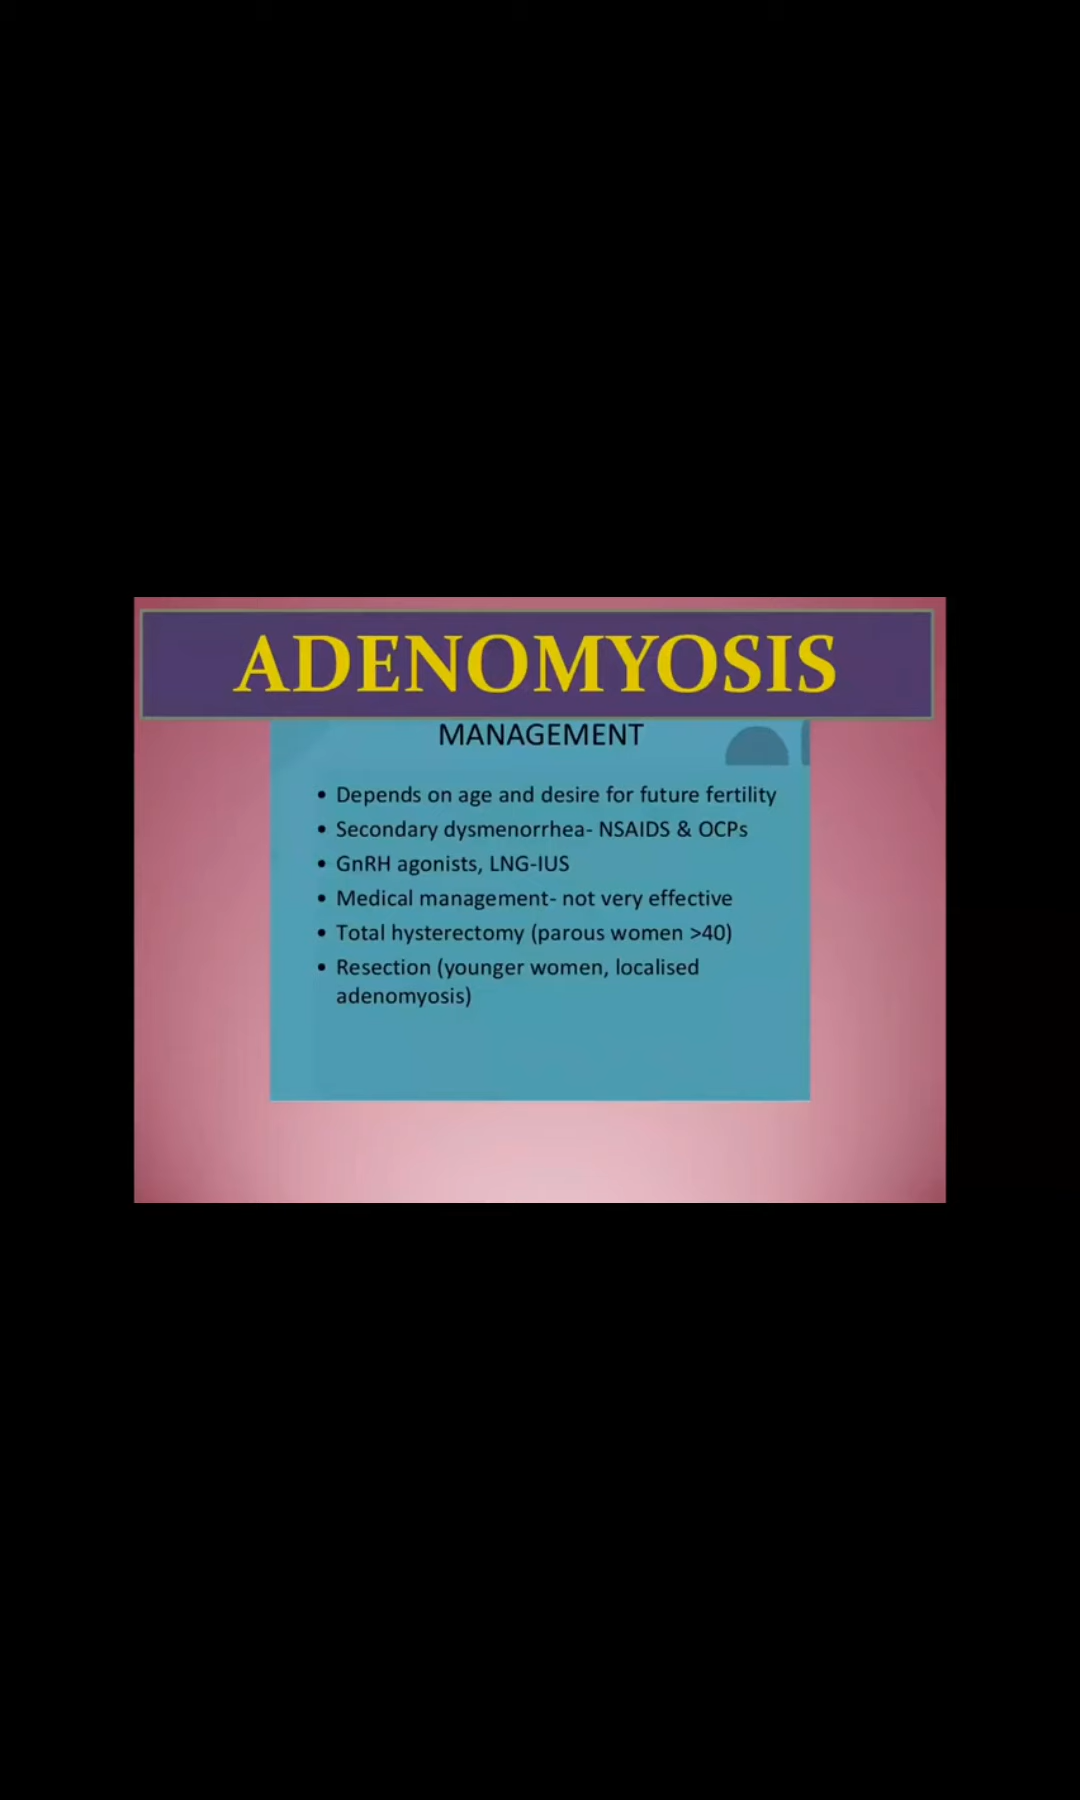 ADENOMYOSIS
MANAGEMENT
• Depends on age and desire for future fertility
• Secondary dysmenorrhea- NSAIDS & OCPs
• GnRH agonists, LNG-IUS
• Medical management- not very effective
• Total hysterectomy (parous women >40)
• Resection (younger women, localised
adenomyosis)